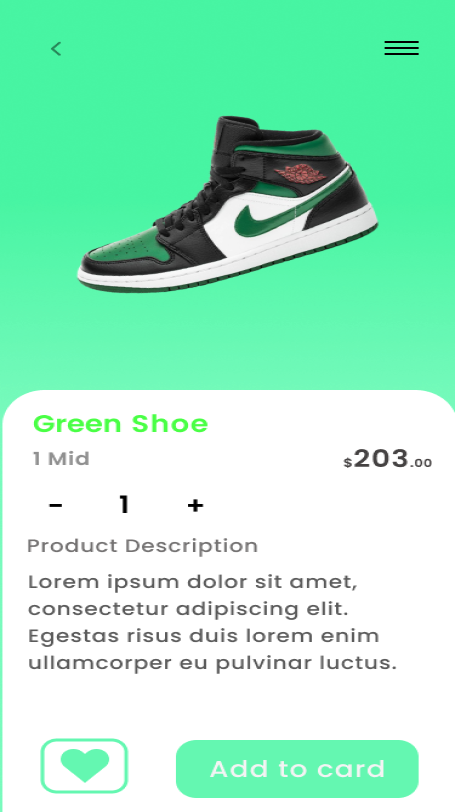 Green Shoe
1 Mid
$203.00
- 1 +
Product Description
Lorem ipsum dolor sit amet,
consectetur adipiscing elit.
Egestas risus duis lorem enim
ullamcorper eu pulvinar luctus.
Add to card